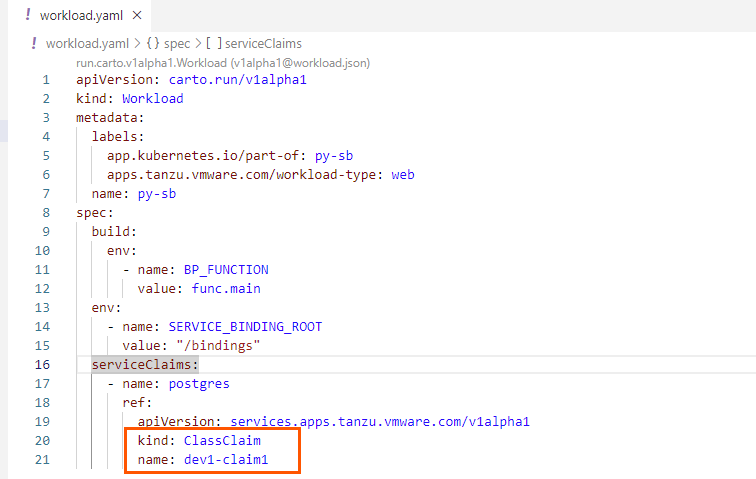 ! workload.yaml ×
! workload.yaml > {} spec > [ ] serviceClaims
run.carto.v1alpha1.Workload (v1alpha1@workload.json)
1 apiVersion: carto.run/v1alpha1
2 kind: Workload
3 metadata:
4   labels:
5     app.kubernetes.io/part-of: py-sb
6     apps.tanzu.vmware.com/workload-type: web
7   name: py-sb
8 spec:
9   build:
10     env:
11       - name: BP_FUNCTION
12         value: func.main
13   env:
14     - name: SERVICE_BINDING_ROOT
15       value: "/bindings"
16   serviceClaims:
17     - name: postgres
18       ref:
19         apiVersion: services.apps.tanzu.vmware.com/v1alpha1
20         kind: ClassClaim
21         name: dev1-claim1